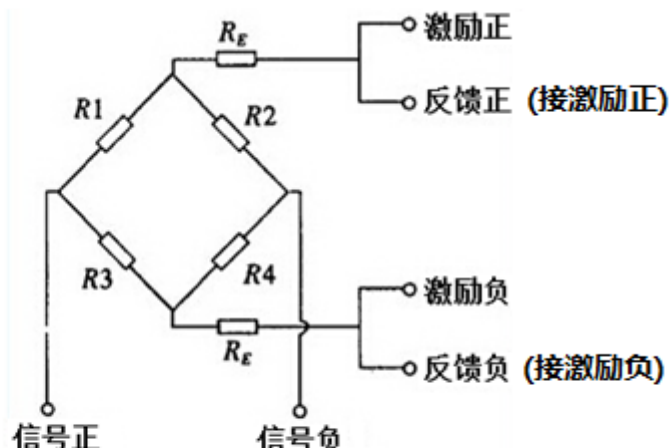 R_E
激励正
反馈正 (接激励正)
R1
R2
R3
R4
激励负
R_E
反馈负 (接激励负)
信号正
信号负